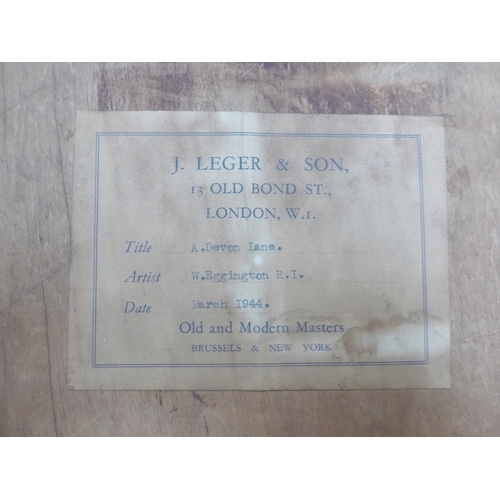 J. LEGER & SON,
13 OLD BOND ST.,
LONDON, W.1.
Title A.Devon Lane.
Artist W.Eggington R.I.
Date March 1944.
Old and Modern Masters
BRUSSELS & NEW YORK